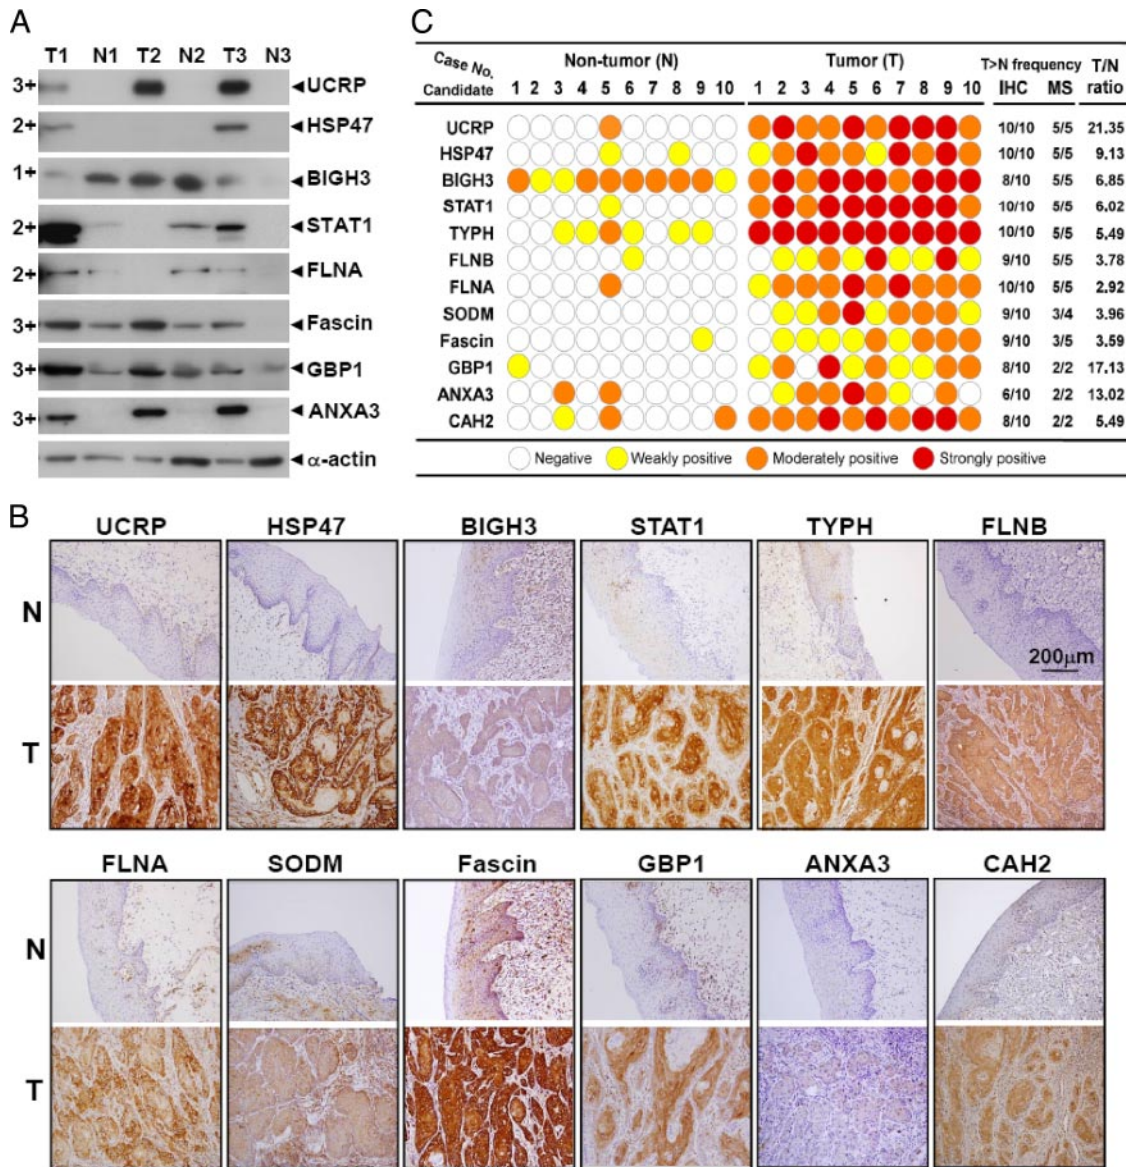 A
T1 N1 T2 N2 T3 N3
3+ UCRP
2+ HSP47
1+ BIGH3
2+ STAT1
2+ FLNA
3+ Fascin
3+ GBP1
3+ ANXA3
α-actin
C
Case No. Non-tumor (N) Tumor (T) T>N frequency T/N
Candidate 1 2 3 4 5 6 7 8 9 10 1 2 3 4 5 6 7 8 9 10 IHC MS ratio
UCRP 10/10 5/5 21.35
HSP47 10/10 5/5 9.13
BIGH3 8/10 5/5 6.85
STAT1 10/10 5/5 6.02
TYPH 10/10 5/5 5.49
FLNB 9/10 5/5 3.78
FLNA 10/10 5/5 2.92
SODM 9/10 3/4 3.96
Fascin 9/10 3/5 3.59
GBP1 8/10 2/2 17.13
ANXA3 6/10 2/2 13.02
CAH2 8/10 2/2 5.49
Negative Weakly positive Moderately positive Strongly positive
B
UCRP HSP47 BIGH3 STAT1 TYPH FLNB
N
200μm
T
FLNA SODM Fascin GBP1 ANXA3 CAH2
N
T